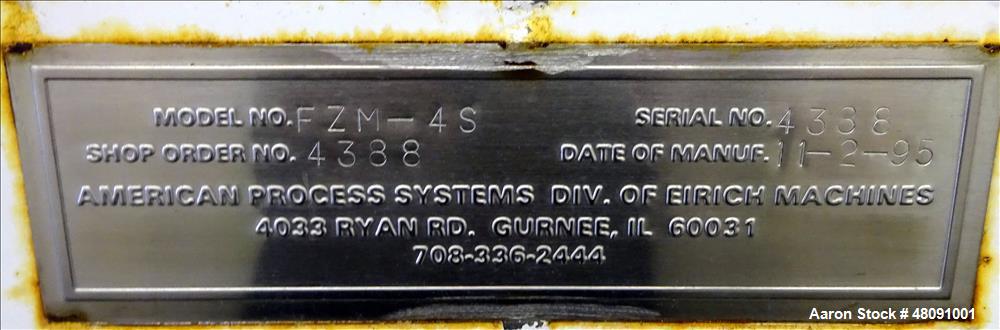 MODEL NO. FZM-4S SERIAL NO. 4388
SHOP ORDER NO. 4388 DATE OF MANUF. 11-2-95
AMERICAN PROCESS SYSTEMS DIV. OF EIRICH MACHINES
4033 RYAN RD. GURNEE, IL 60031
708-336-2444
Aaron Stock # 48091001